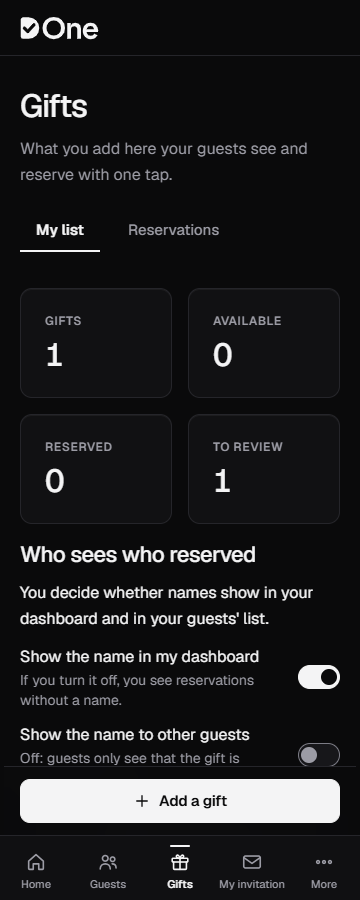 DOne
Gifts
What you add here your guests see and
reserve with one tap.
My list
Reservations
GIFTS
1
AVAILABLE
0
RESERVED
0
TO REVIEW
1
Who sees who reserved
You decide whether names show in your
dashboard and in your guests' list.
Show the name in my dashboard
If you turn it off, you see reservations
without a name.
Show the name to other guests
Off: guests only see that the gift is
Add a gift
Home
Guests
Gifts
My invitation
More